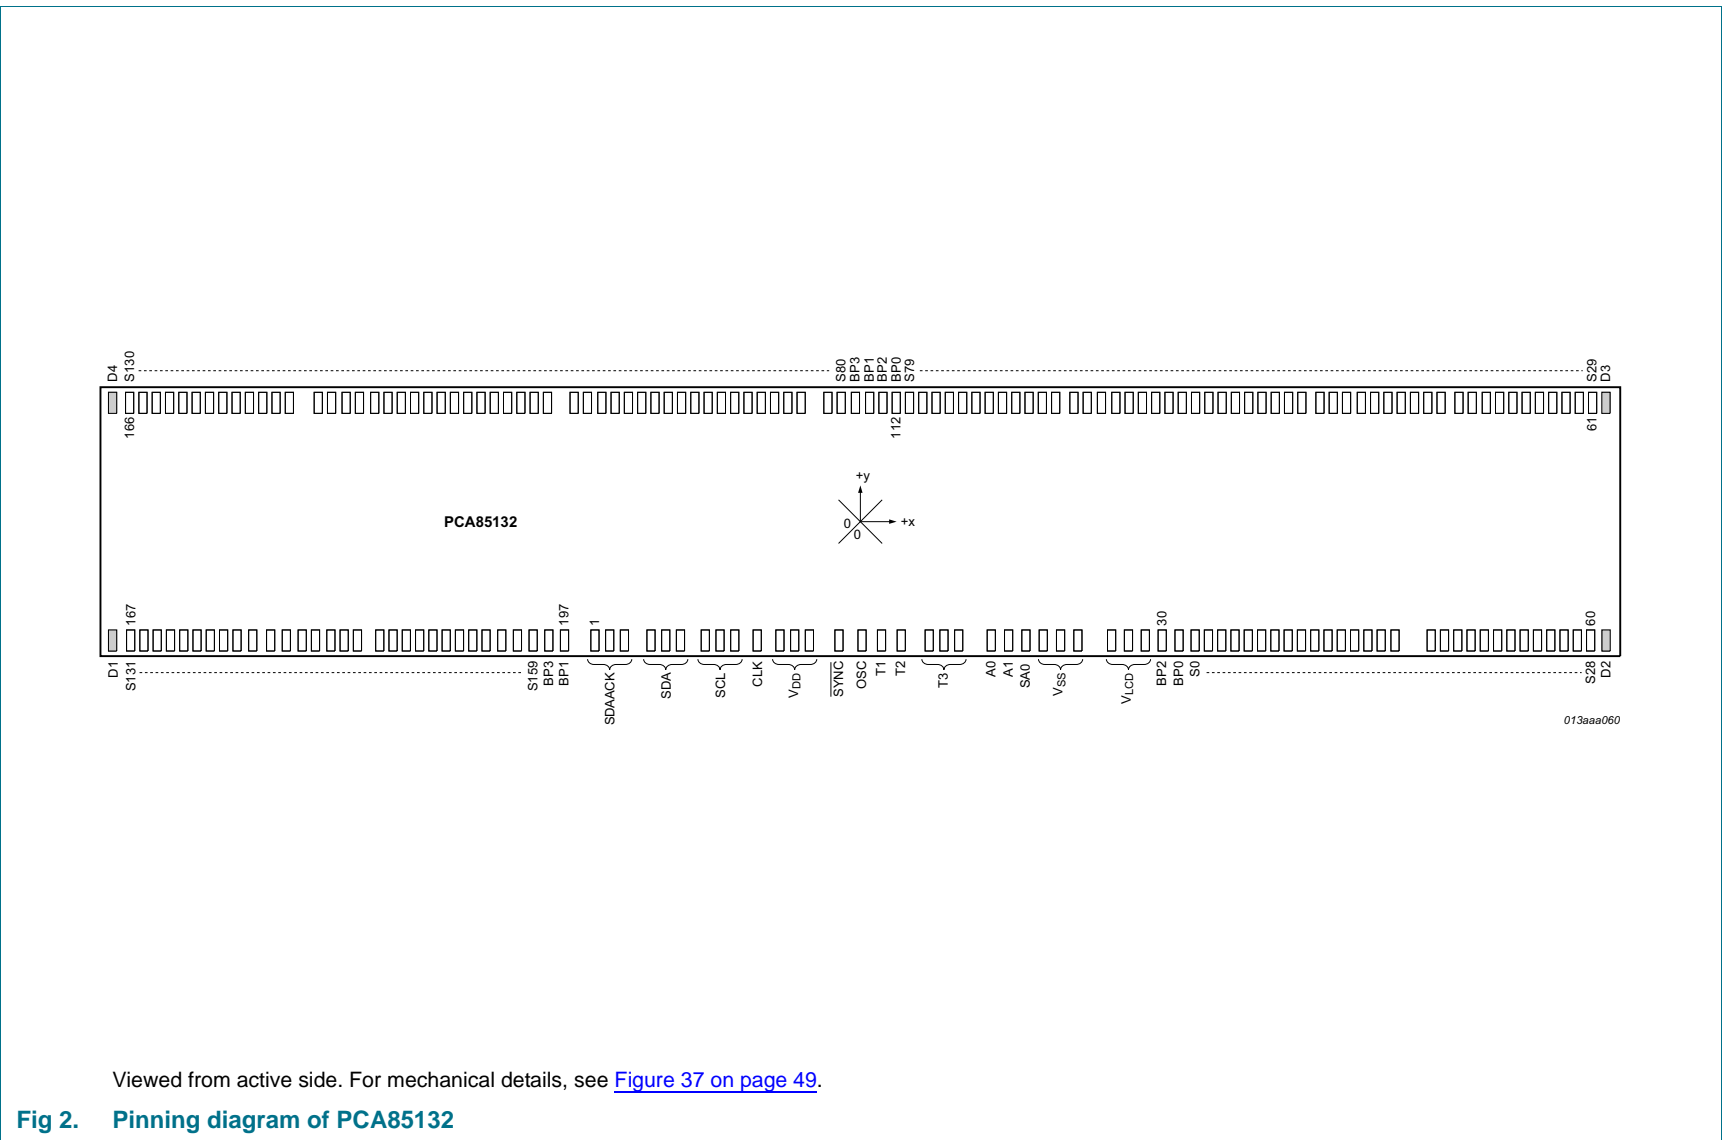 D4 S130 S80 BP3 BP1 BP2 BP0 S79 S29 D3
166 112 61
+y
PCA85132 0 +x
0
167 197 1 30 60
D1 S131 S159 BP3 BP1 SDAACK SDA SCL CLK VDD SYNC OSC T1 T2 T3 A0 A1 SA0 VSS VLCD BP2 BP0 S0 S28 D2
013aaa060
Viewed from active side. For mechanical details, see Figure 37 on page 49.
Fig 2. Pinning diagram of PCA85132